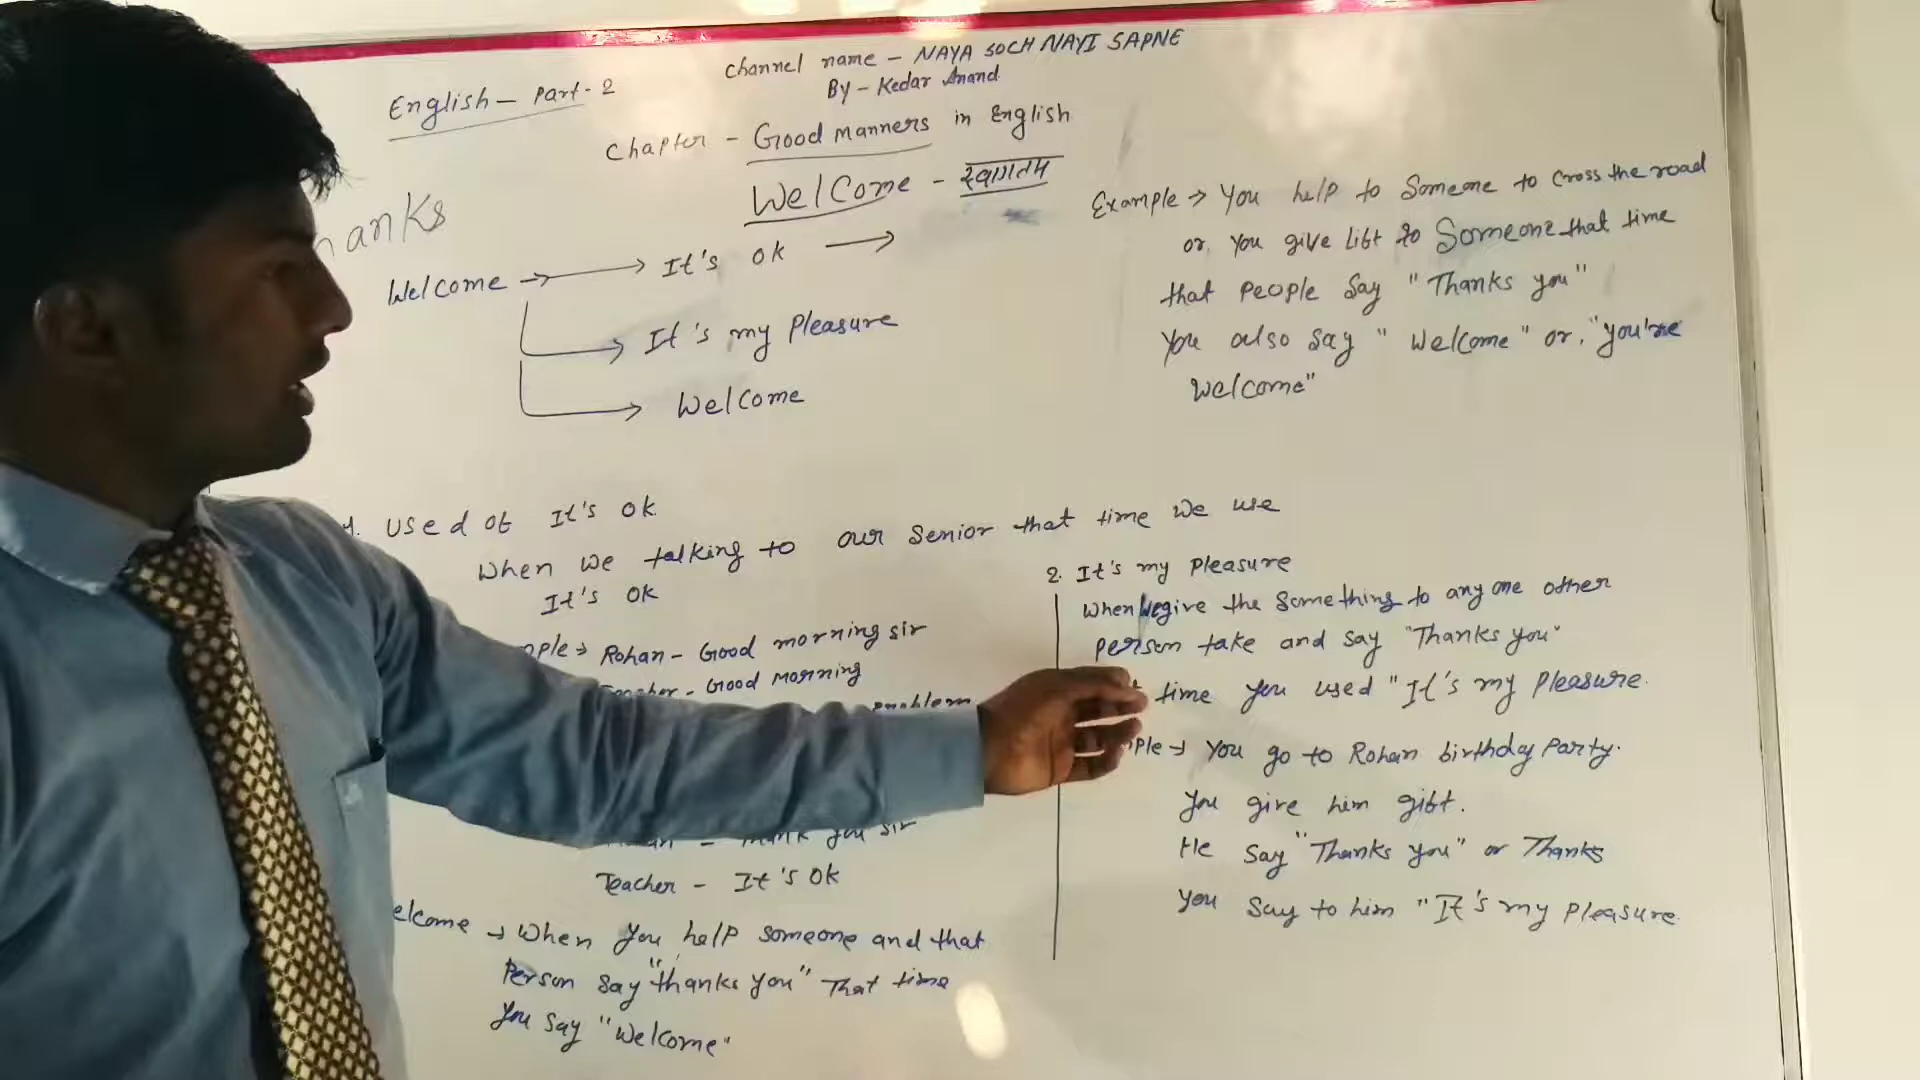 English - Part-2
Channel name - NAYA SOCH NAYI SAPNE
By - Kedar Anand
Chapter - Good manners in English
Welcome - स्वागतम
hanks
Welcome → It's ok →
It's my Pleasure
Welcome
Example → You help to Someone to cross the road
or, You give lift to Someone that time
that People Say "Thanks you"
You also Say "Welcome" or, "you're
Welcome"
1. Used of It's ok.
When we talking to our Senior that time we use
It's ok
ple → Rohan - Good morning sir
Teacher - Good Morning
problem
- Thank you sir
Teacher - It's ok
elcome → When you help someone and that
Person Say "thanks you" That time
You Say "Welcome"
2. It's my Pleasure
When we give the Something to any one other
Person take and Say "Thanks you"
time you used "It's my Pleasure.
ple → You go to Rohan birthday Party.
You give him gift.
He Say "Thanks you" or Thanks
You Say to him "It's my Pleasure.